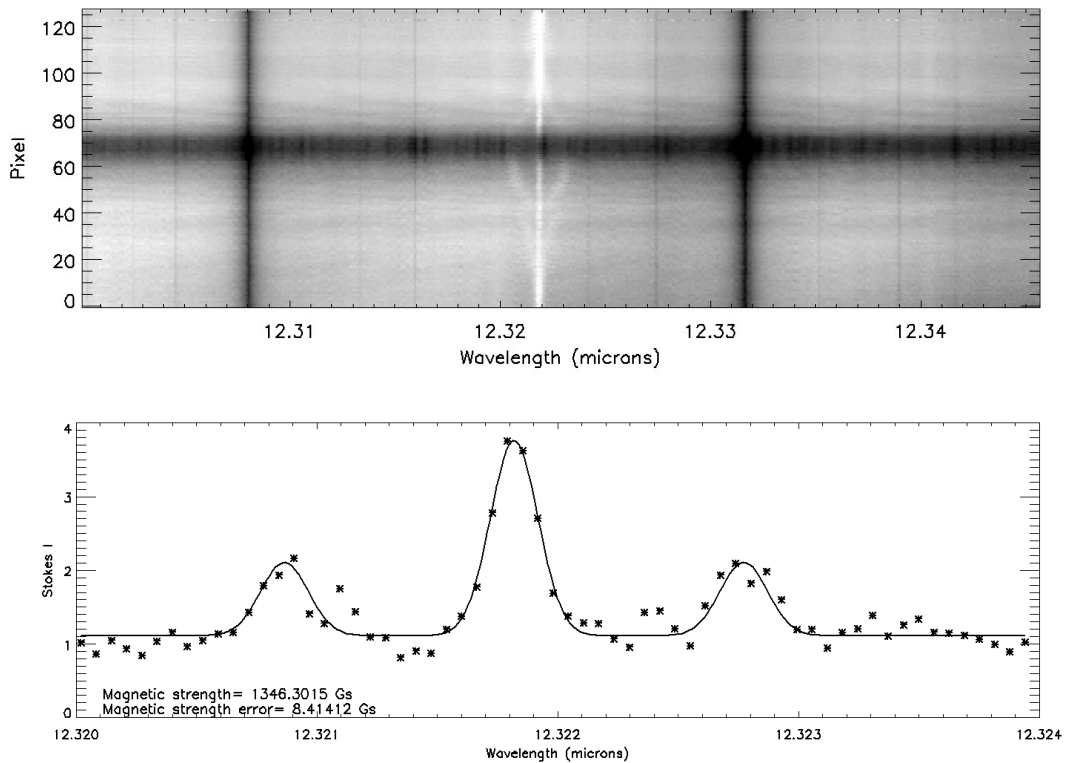 120
100
80
60
40
20
0
Pixel
12.31 12.32 12.33 12.34
Wavelength (microns)
4
3
2
1
0
Stokes I
Magnetic strength= 1346.3015 Gs
Magnetic strength error= 8.41412 Gs
12.320 12.321 12.322 12.323 12.324
Wavelength (microns)